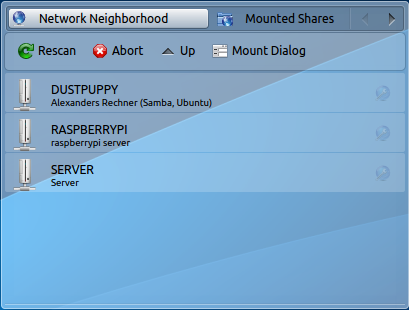 Network Neighborhood Mounted Shares
Rescan Abort Up Mount Dialog
DUSTPUPPY
Alexanders Rechner (Samba, Ubuntu)
RASPBERRYPI
raspberrypi server
SERVER
Server